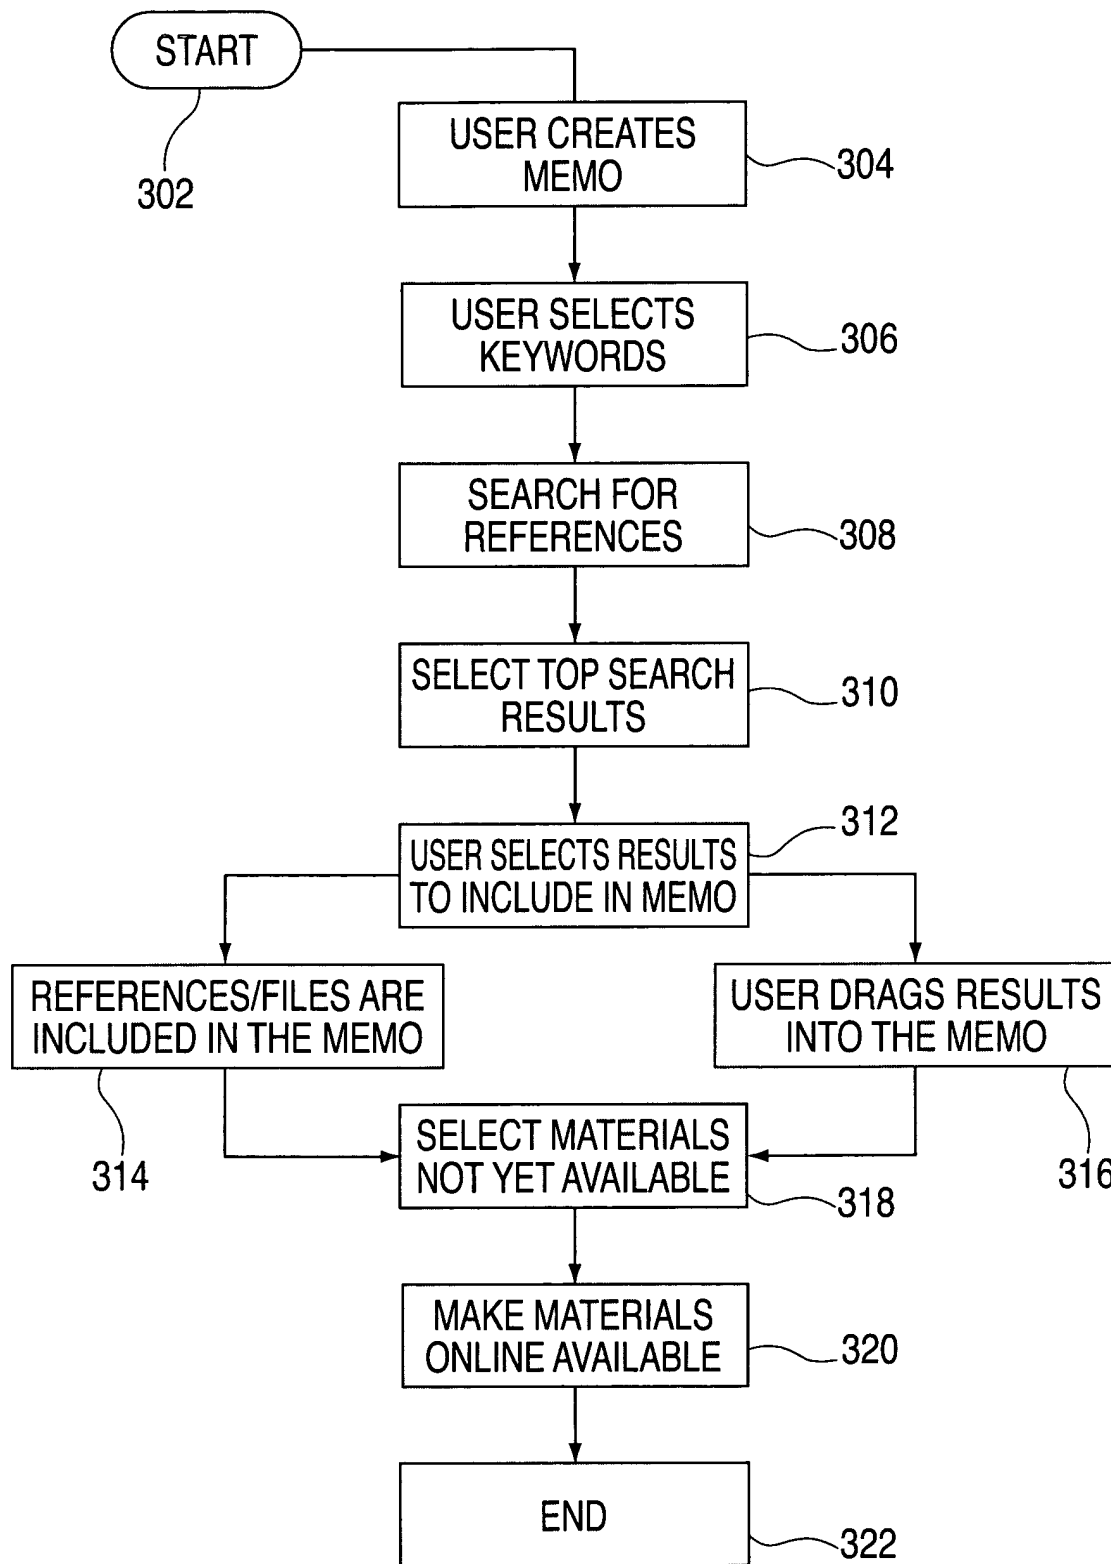 START
302
USER CREATES
MEMO
304
USER SELECTS
KEYWORDS
306
SEARCH FOR
REFERENCES
308
SELECT TOP SEARCH
RESULTS
310
312
USER SELECTS RESULTS
TO INCLUDE IN MEMO
REFERENCES/FILES ARE
INCLUDED IN THE MEMO
314
USER DRAGS RESULTS
INTO THE MEMO
316
SELECT MATERIALS
NOT YET AVAILABLE
318
MAKE MATERIALS
ONLINE AVAILABLE
320
END
322